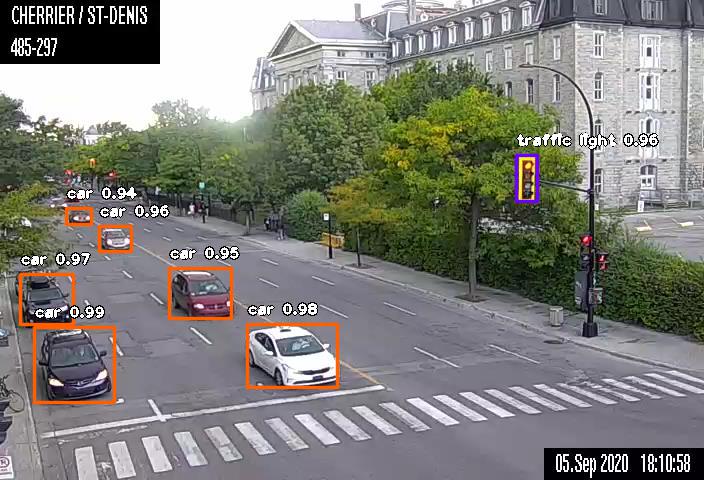 CHERRIER / ST-DENIS
485-297
traffic light 0.96
car 0.94
car 0.96
car 0.95
car 0.97
car 0.98
car 0.99
05.Sep 2020 18:10:58